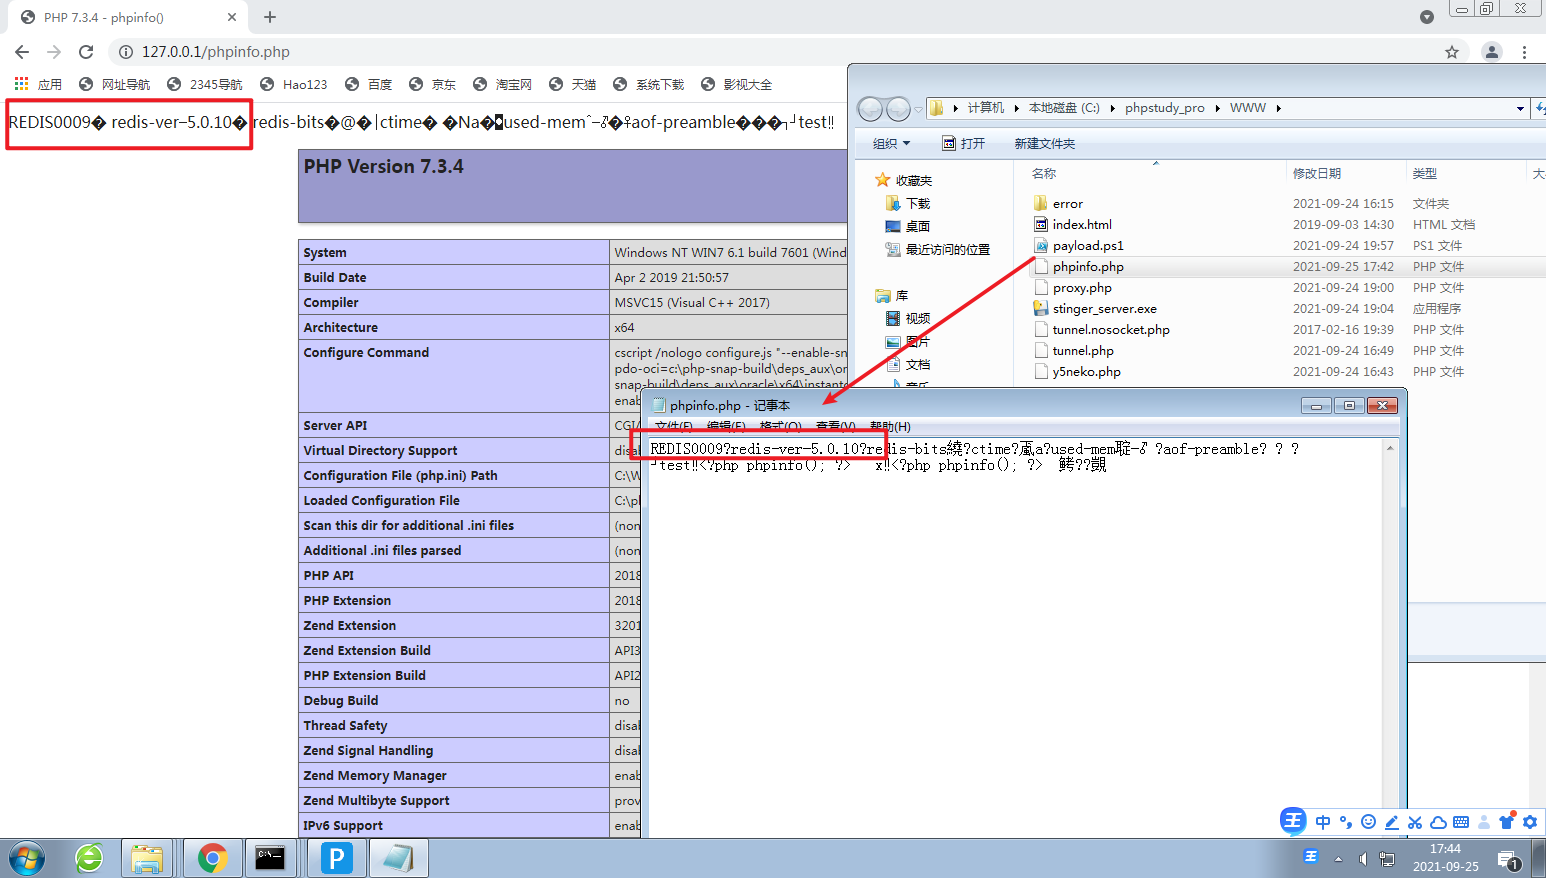 PHP 7.3.4 - phpinfo()
127.0.0.1/phpinfo.php
应用 网址导航 2345导航 Hao123 百度 京东 淘宝网 天猫 系统下载 影视大全
REDIS0009� redis-ver-5.0.10� redis-bits�@�|ctime� �Na� used-mem �aof-preamble���┐┘test‼
PHP Version 7.3.4
System Windows NT WIN7 6.1 build 7601 (Wind
Build Date Apr 2 2019 21:50:57
Compiler MSVC15 (Visual C++ 2017)
Architecture x64
Configure Command cscript /nologo configure.js "--enable-sn
pdo-oci=c:\php-snap-build\deps_aux\or
snap-build\deps_aux\oracle\x64\instant
enab
Server API CGI/
Virtual Directory Support disa
Configuration File (php.ini) Path C:\W
Loaded Configuration File C:\pl
Scan this dir for additional .ini files (non
Additional .ini files parsed (non
PHP API 2018
PHP Extension 2018
Zend Extension 3201
Zend Extension Build API3
PHP Extension Build API2
Debug Build no
Thread Safety disa
Zend Signal Handling disa
Zend Memory Manager enab
Zend Multibyte Support prov
IPv6 Support enab
计算机 本地磁盘 (C:) phpstudy_pro WWW
组织 打开 新建文件夹
收藏夹
下载
桌面
最近访问的位置
库
视频
图片
文档
音乐
名称 修改日期 类型 大
error 2021-09-24 16:15 文件夹
index.html 2019-09-03 14:30 HTML 文档
payload.ps1 2021-09-24 19:57 PS1 文件
phpinfo.php 2021-09-25 17:42 PHP 文件
proxy.php 2021-09-24 19:00 PHP 文件
stinger_server.exe 2021-09-24 19:04 应用程序
tunnel.nosocket.php 2017-02-16 19:39 PHP 文件
tunnel.php 2021-09-24 16:49 PHP 文件
y5neko.php 2021-09-24 16:43 PHP 文件
phpinfo.php - 记事本
文件(F) 编辑(E) 格式(O) 查看(V) 帮助(H)
REDIS0009?redis-ver-5.0.10?redis-bits繞?ctime? a?used-mem ?aof-preamble? ? ?
┘test‼<?php phpinfo(); ?> x‼<?php phpinfo(); ?> 鮬??覬
王 中
P
王 17:44
2021-09-25
1